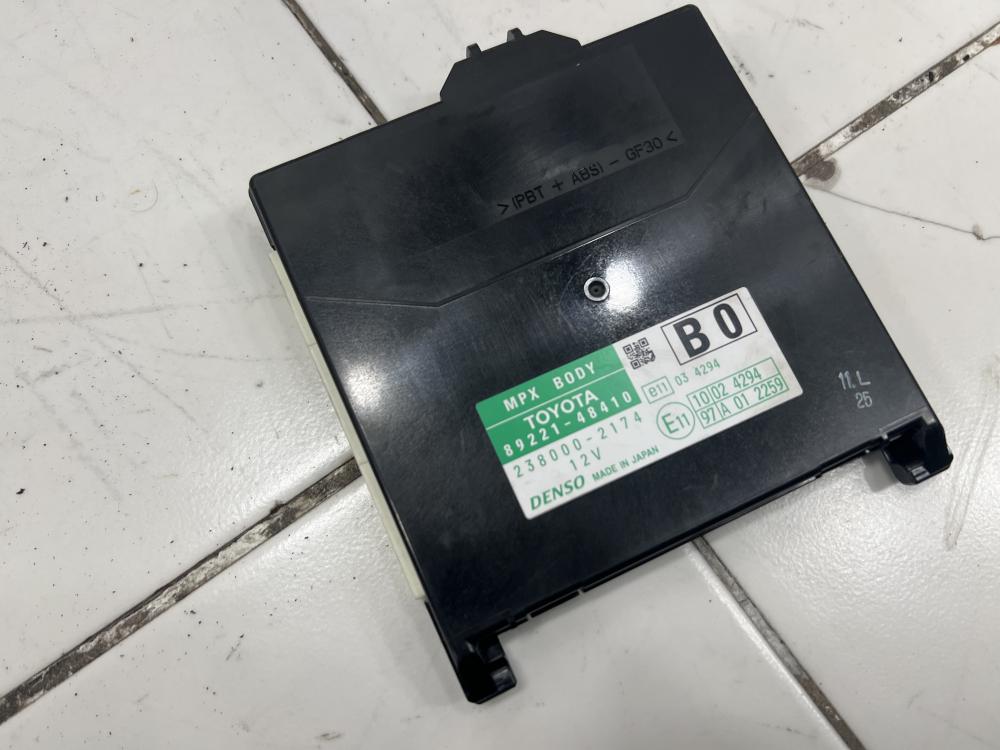 >(PBT + ABS) - GF30<
B0
MPX BODY
TOYOTA
89221-48410
238000-2174
12V
DENSO MADE IN JAPAN
e11 03 4294
E11
10 02 4294
97 A 01 2259
25